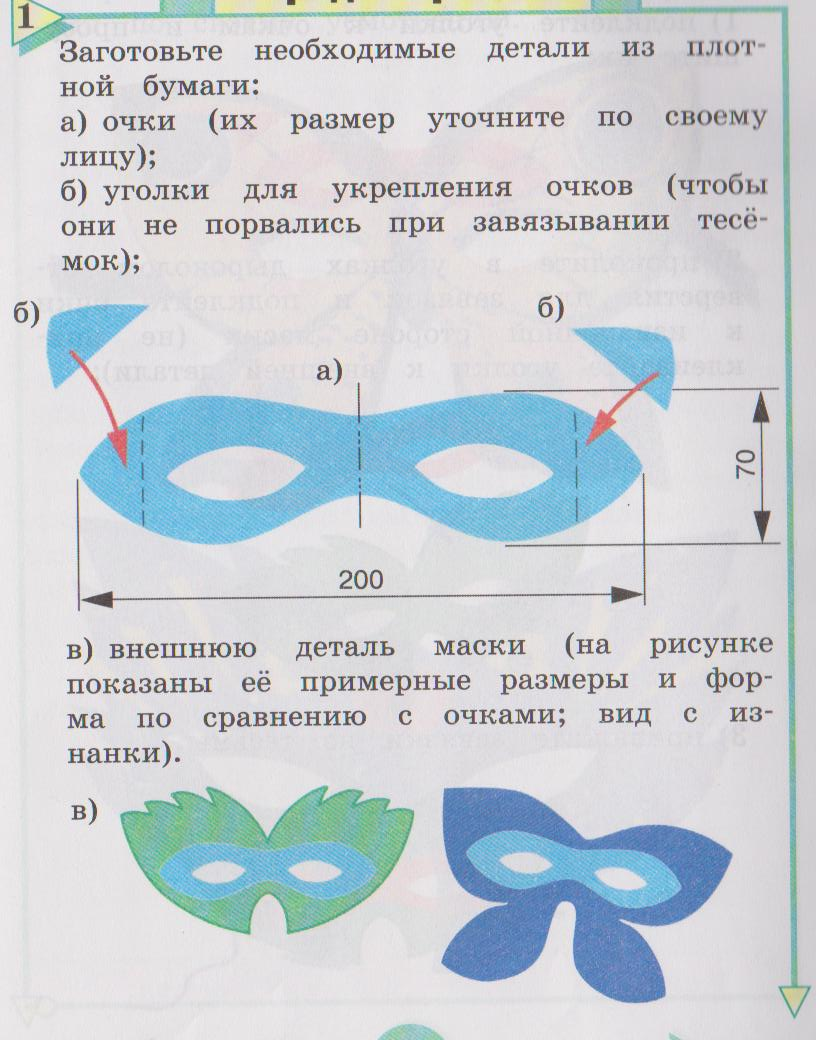 1
Заготовьте необходимые детали из плот-
ной бумаги:
а) очки (их размер уточните по своему
лицу);
б) уголки для укрепления очков (чтобы
они не порвались при завязывании тесё-
мок);
б)
б)
а)
70
200
в) внешнюю деталь маски (на рисунке
показаны её примерные размеры и фор-
ма по сравнению с очками; вид с из-
нанки).
в)